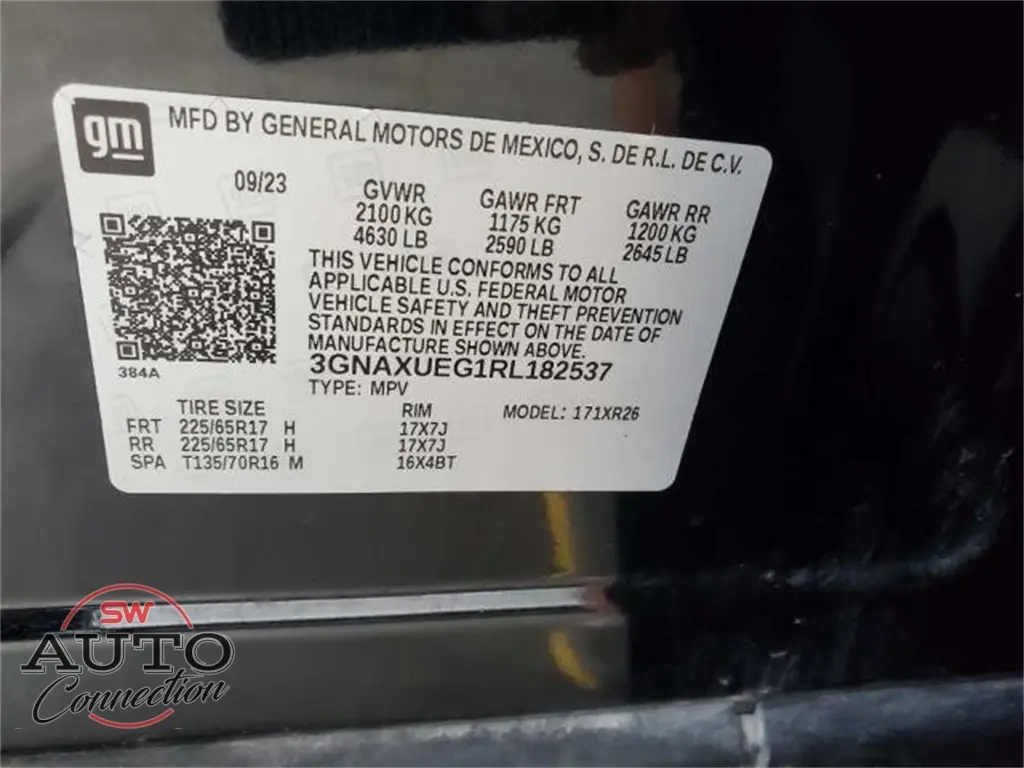 gm
MFD BY GENERAL MOTORS DE MEXICO, S. DE R.L. DE C.V.
09/23
GVWR GAWR FRT GAWR RR
2100 KG 1175 KG 1200 KG
4630 LB 2590 LB 2645 LB
THIS VEHICLE CONFORMS TO ALL
APPLICABLE U.S. FEDERAL MOTOR
VEHICLE SAFETY AND THEFT PREVENTION
STANDARDS IN EFFECT ON THE DATE OF
MANUFACTURE SHOWN ABOVE.
384A
3GNAXUEG1RL182537
TYPE: MPV
TIRE SIZE RIM MODEL: 171XR26
FRT 225/65R17 H 17X7J
RR 225/65R17 H 17X7J
SPA T135/70R16 M 16X4BT
SW
AUTO
Connection